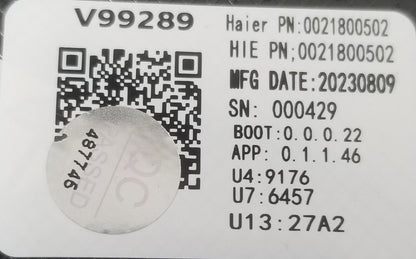 V99289
Haier PN:0021800502
HIE PN;0021800502
MFG DATE:20230809
SN: 000429
BOOT:0.0.0.22
APP: 0.1.1.46
U4:9176
U7:6457
U13:27A2
QC
PASSED
487746